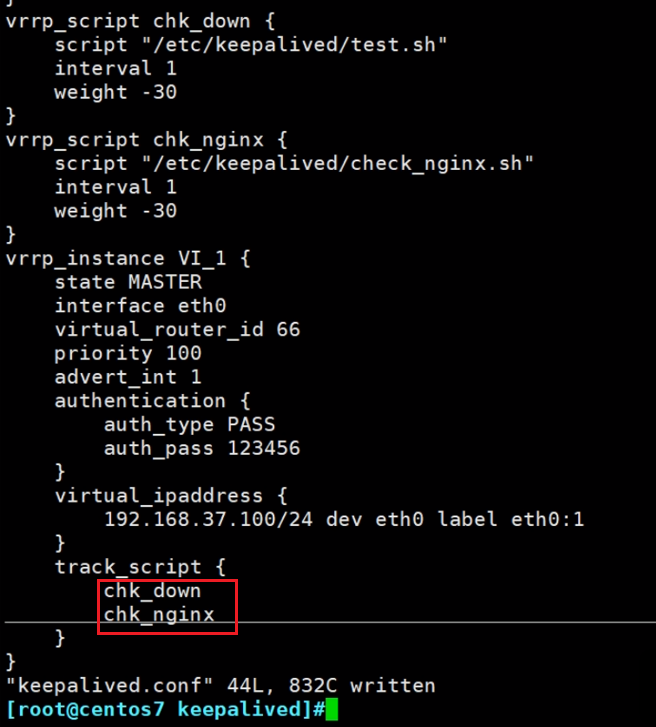 }
vrrp_script chk_down {
    script "/etc/keepalived/test.sh"
    interval 1
    weight -30
}
vrrp_script chk_nginx {
    script "/etc/keepalived/check_nginx.sh"
    interval 1
    weight -30
}
vrrp_instance VI_1 {
    state MASTER
    interface eth0
    virtual_router_id 66
    priority 100
    advert_int 1
    authentication {
        auth_type PASS
        auth_pass 123456
    }
    virtual_ipaddress {
        192.168.37.100/24 dev eth0 label eth0:1
    }
    track_script {
        chk_down
        chk_nginx
    }
}
"keepalived.conf" 44L, 832C written
[root@centos7 keepalived]#